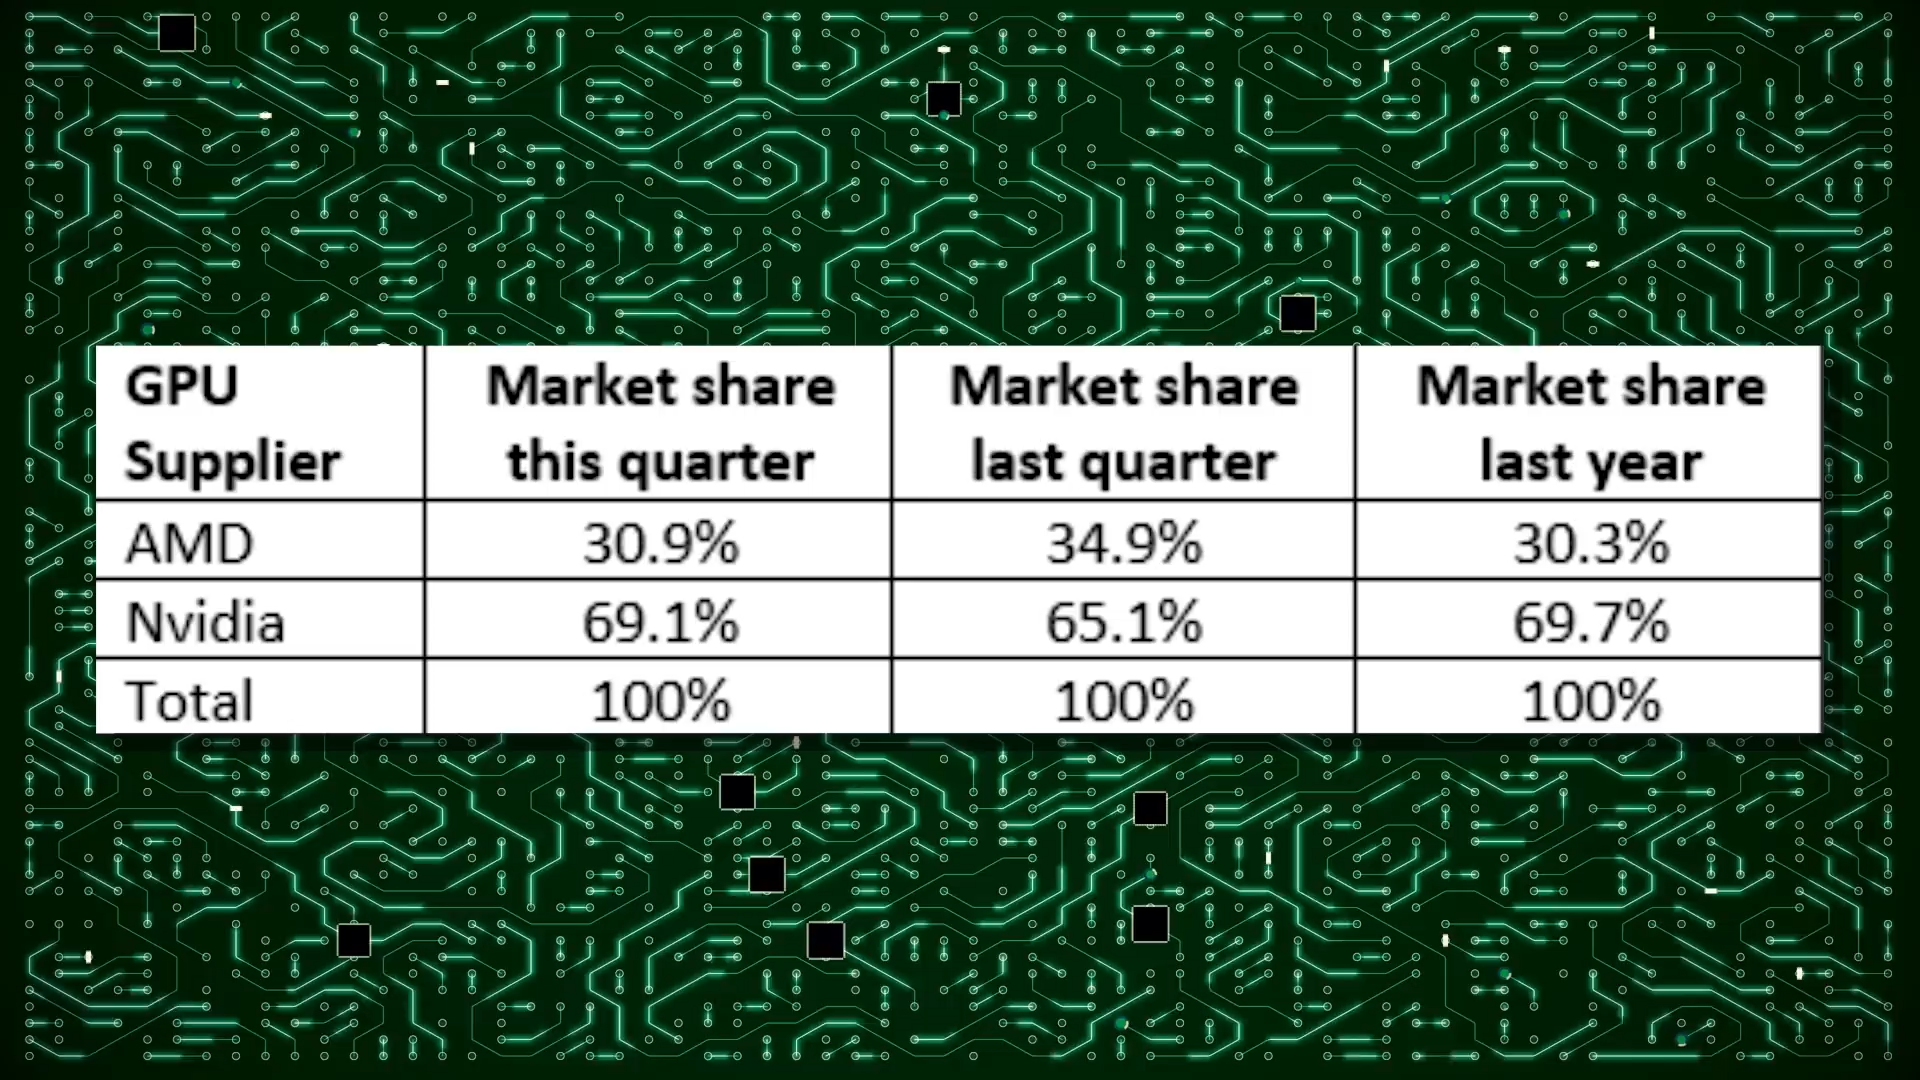 GPU Supplier Market share this quarter Market share last quarter Market share last year
AMD 30.9% 34.9% 30.3%
Nvidia 69.1% 65.1% 69.7%
Total 100% 100% 100%